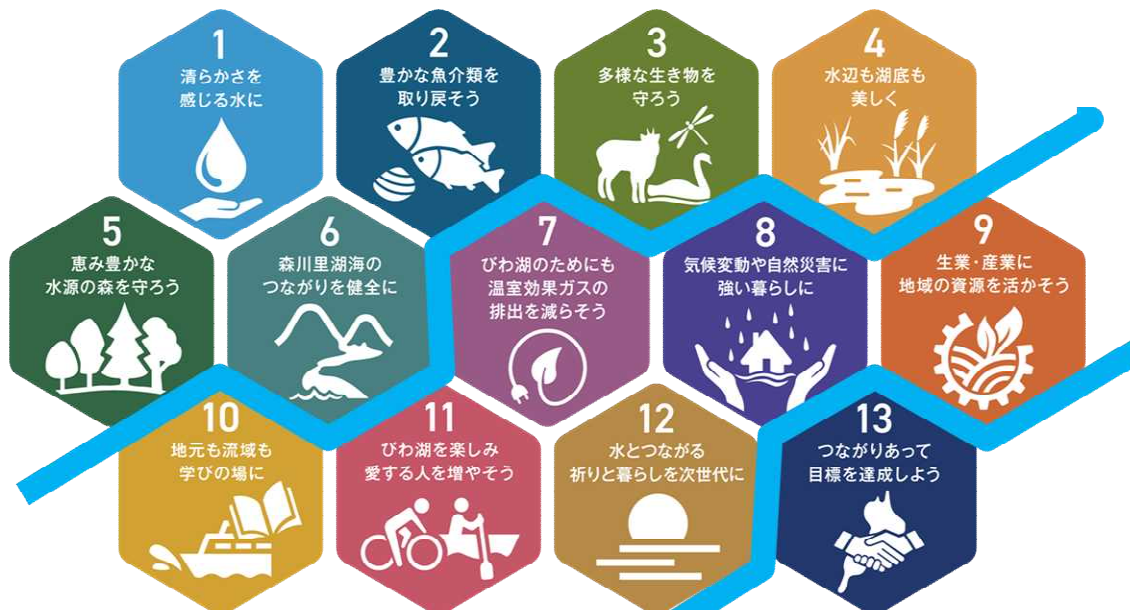 1
清らかさを
感じる水に
2
豊かな魚介類を
取り戻そう
3
多様な生き物を
守ろう
4
水辺も湖底も
美しく
5
恵み豊かな
水源の森を守ろう
6
森川里湖海の
つながりを健全に
7
びわ湖のためにも
温室効果ガスの
排出を減らそう
8
気候変動や自然災害に
強い暮らしに
9
生業・産業に
地域の資源を活かそう
10
地元も流域も
学びの場に
11
びわ湖を楽しみ
愛する人を増やそう
12
水とつながる
祈りと暮らしを次世代に
13
つながりあって
目標を達成しよう